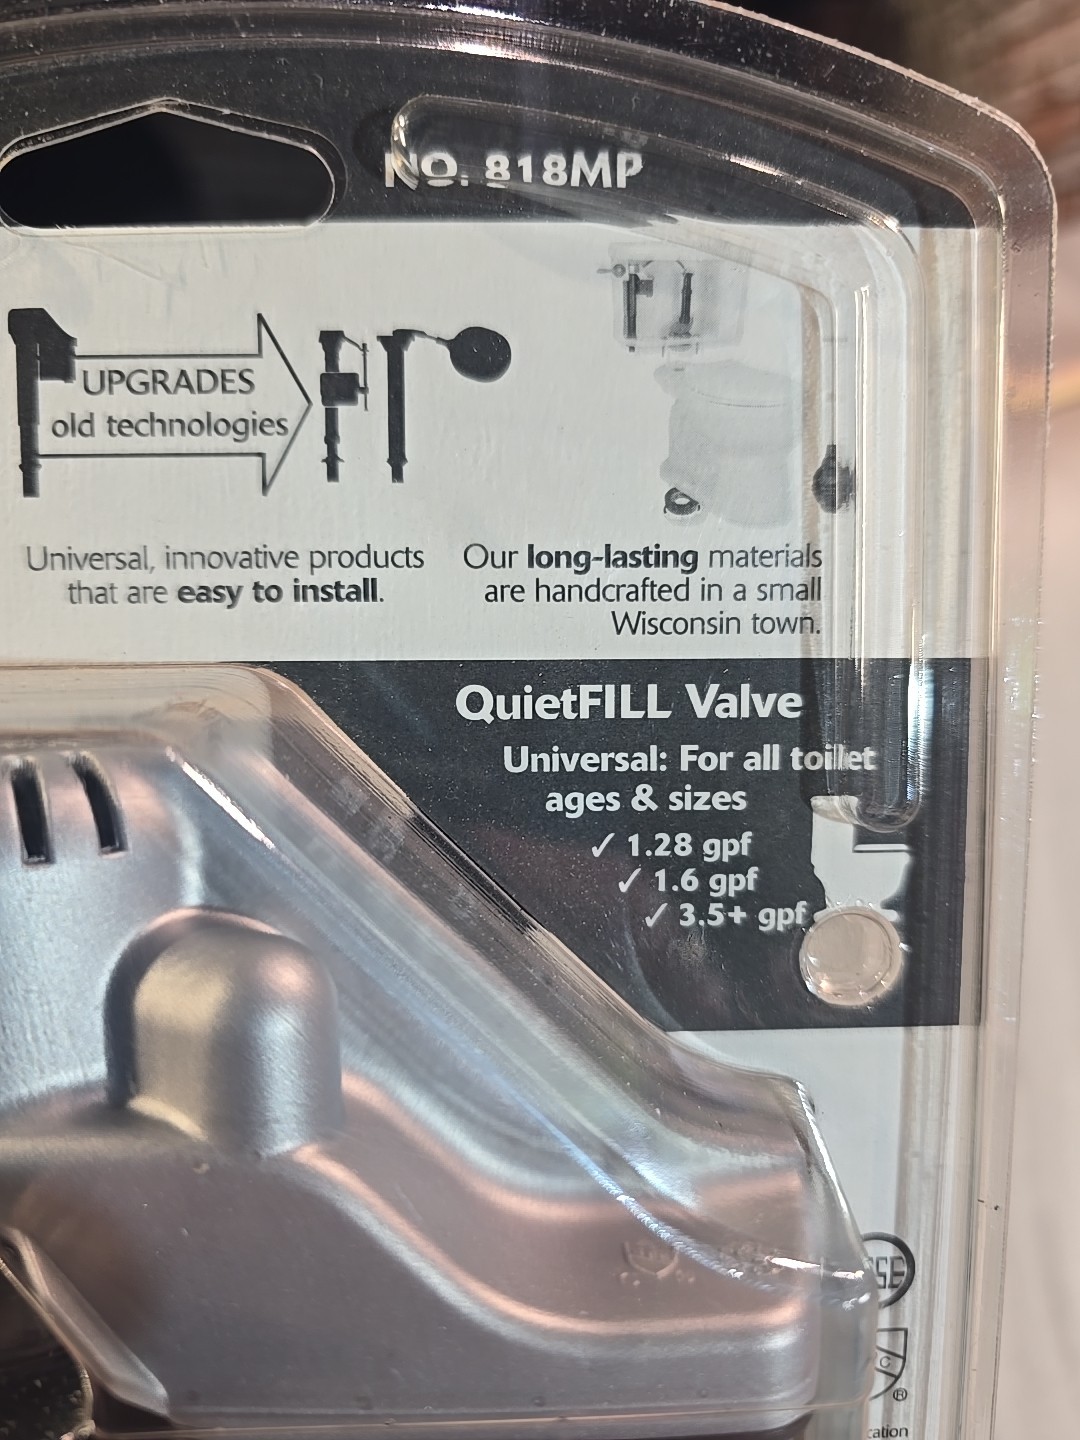 NO. 818MP
UPGRADES
old technologies
Universal, innovative products
that are easy to install.
Our long-lasting materials
are handcrafted in a small
Wisconsin town.
QuietFILL Valve
Universal: For all toilet
ages & sizes
✓ 1.28 gpf
✓ 1.6 gpf
✓ 3.5+ gpf
SE
C
®
cation